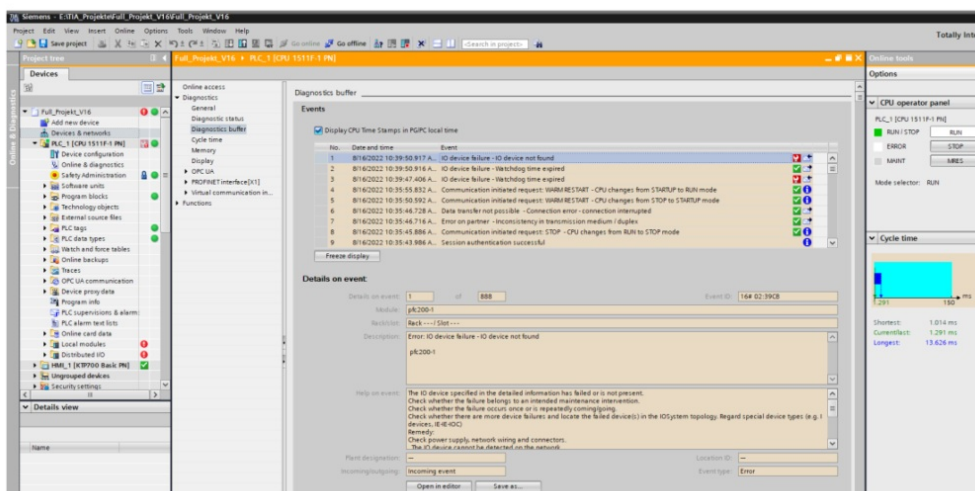 Siemens - E:\TIA_Projekte\Full_Projekt_V16\Full_Projekt_V16
Project Edit View Insert Online Options Tools Window Help
Save project Go online Go offline <Search in project>
Totally Int
Project tree
Full_Projekt_V16 PLC_1 [CPU 1511F-1 PN]
Online tools
Devices
Options
Online & Diagnostics
Full_Projekt_V16
Add new device
Devices & networks
PLC_1 [CPU 1511F-1 PN]
Device configuration
Online & diagnostics
Safety Administration
Software units
Program blocks
Technology objects
External source files
PLC tags
PLC data types
Watch and force tables
Online backups
Traces
OPC UA communication
Device proxy data
Program info
PLC supervisions & alarms
PLC alarm text lists
Online card data
Local modules
Distributed I/O
HMI_1 [KTP700 Basic PN]
Ungrouped devices
Security settings
Details view
Name
Online access
Diagnostics
General
Diagnostic status
Diagnostics buffer
Cycle time
Memory
Display
OPC UA
PROFINET interface [X1]
Virtual communication in...
Functions
Diagnostics buffer
Events
Display CPU Time Stamps in PG/PC local time
No. Date and time Event
1 8/16/2022 10:39:50.917 A... IO device failure - IO device not found
2 8/16/2022 10:39:50.916 A... IO device failure - Watchdog time expired
3 8/16/2022 10:39:47.406 A... IO device failure - Watchdog time expired
4 8/16/2022 10:35:55.832 A... Communication initiated request: WARM RESTART - CPU changes from STARTUP to RUN mode
5 8/16/2022 10:35:50.592 A... Communication initiated request: WARM RESTART - CPU changes from STOP to STARTUP mode
6 8/16/2022 10:35:46.728 A... Data transfer not possible - Connection error - connection interrupted
7 8/16/2022 10:35:46.716 A... Error on partner - Inconsistency in transmission medium / duplex
8 8/16/2022 10:35:45.886 A... Communication initiated request: STOP - CPU changes from RUN to STOP mode
9 8/16/2022 10:35:43.986 A... Session authentication successful
Freeze display
Details on event:
Details on event: 1 of 888 Event ID: 16# 02:39CB
Module: pfc200-1
Rack/slot: Rack --- / Slot ---
Description: Error: IO device failure - IO device not found
pfc200-1
Help on event: The IO device specified in the detailed information has failed or is not present.
Check whether the failure belongs to an intended maintenance intervention.
Check whether the failure occurs once or is repeatedly coming/going.
Check whether there are more device failures and locate the failed device(s) in the IOSystem topology. Regard special device types (e.g. I
devices, IE-IE-IOC)
Remedy:
Check power supply, network wiring and connectors.
The IO device cannot be detected on the network
Plant designation: --- Location ID: ---
Incoming/outgoing: Incoming event Event type: Error
Open in editor Save as...
CPU operator panel
PLC_1 [CPU 1511F-1 PN]
RUN / STOP RUN
ERROR STOP
MAINT MRES
Mode selector: RUN
Cycle time
1.291 150 ms
Shortest: 1.014 ms
Current/last: 1.291 ms
Longest: 13.626 ms